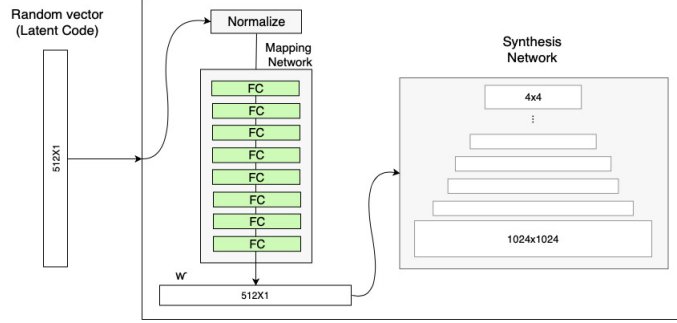 Random vector
(Latent Code)
512X1
Normalize
Mapping
Network
FC
FC
FC
FC
FC
FC
FC
FC
w
512X1
Synthesis
Network
4x4
⋮
1024x1024